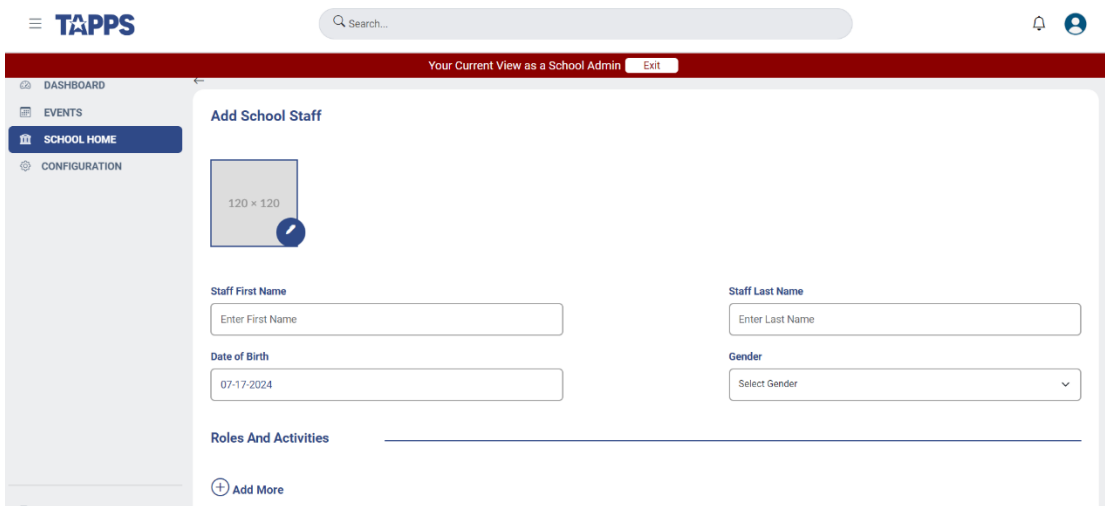 TAPPS
Search...
Your Current View as a School Admin Exit
DASHBOARD
EVENTS
SCHOOL HOME
CONFIGURATION
Add School Staff
120 × 120
Staff First Name Staff Last Name
Enter First Name Enter Last Name
Date of Birth Gender
07-17-2024 Select Gender
Roles And Activities
Add More